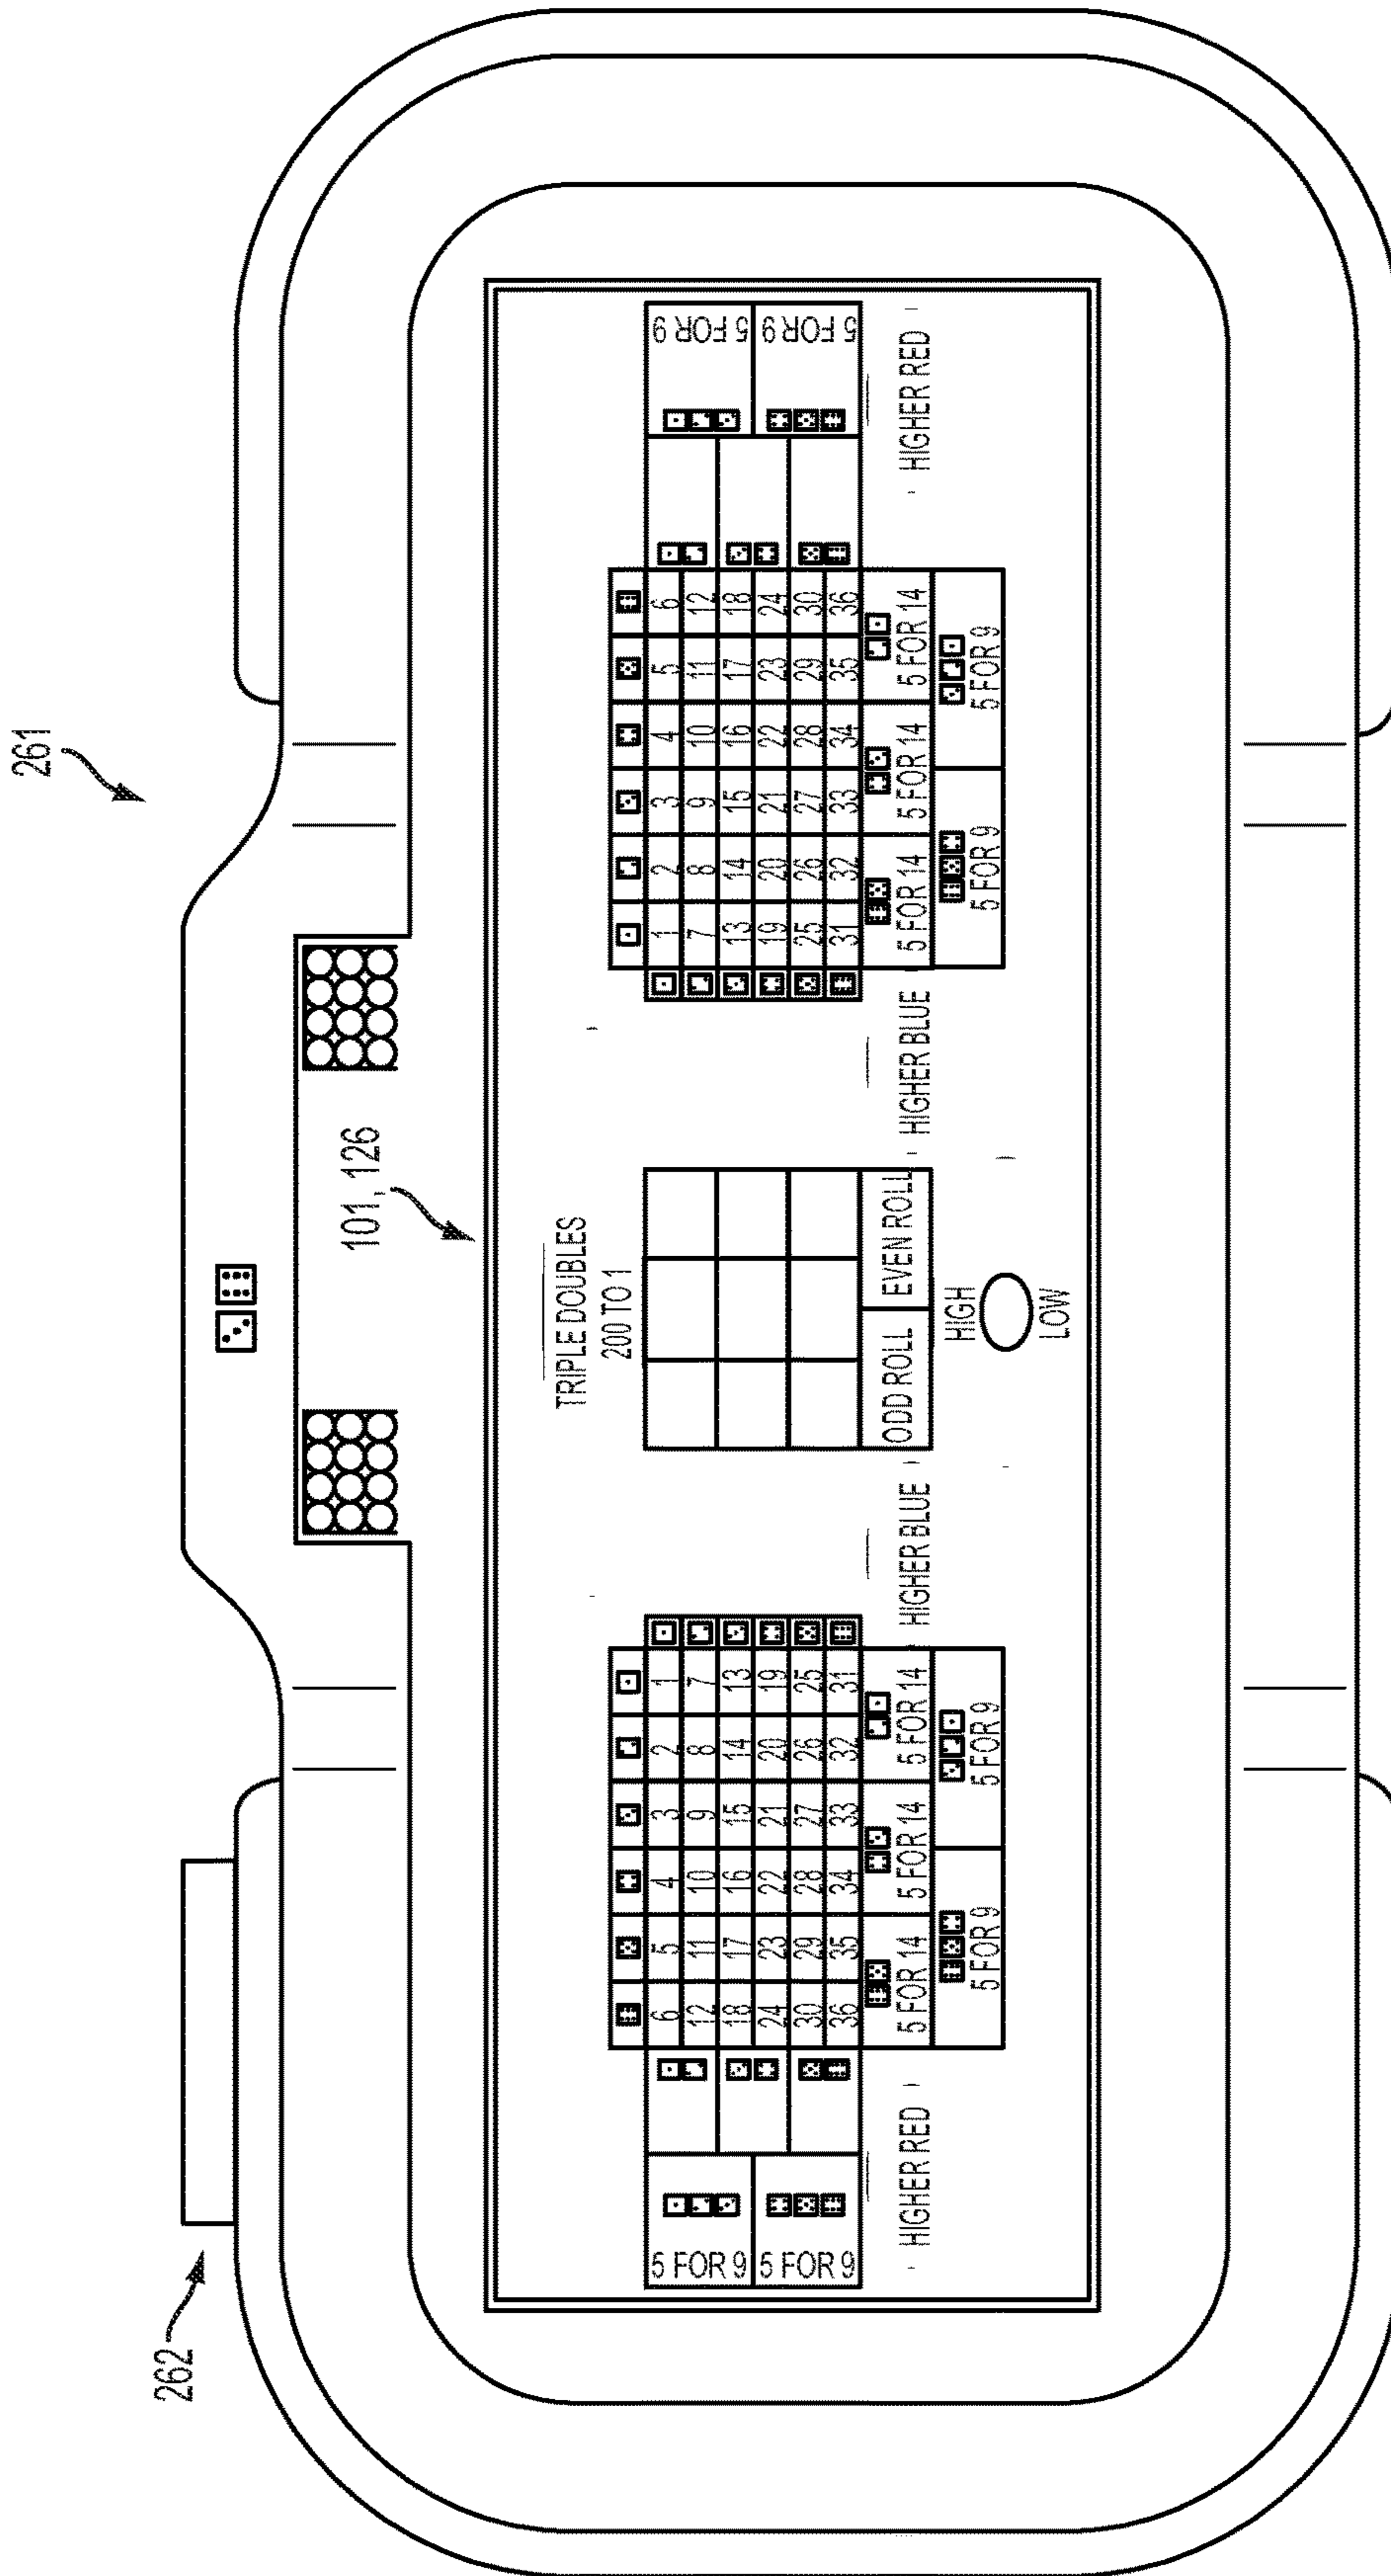 261
262
101, 126
TRIPLE DOUBLES
200 TO 1
5 FOR 9
5 FOR 9
6 5 4 3 2 1
12 11 10 9 8 7
18 17 16 15 14 13
24 23 22 21 20 19
30 29 28 27 26 25
36 35 34 33 32 31
1 2 3 4 5 6
7 8 9 10 11 12
13 14 15 16 17 18
19 20 21 22 23 24
25 26 27 28 29 30
31 32 33 34 35 36
5 FOR 9
5 FOR 9
HIGHER RED
5 FOR 14 5 FOR 14 5 FOR 14
HIGHER BLUE
ODD ROLL EVEN ROLL
HIGHER BLUE
5 FOR 14 5 FOR 14 5 FOR 14
HIGHER RED
5 FOR 9 5 FOR 9
HIGH
LOW
5 FOR 9 5 FOR 9